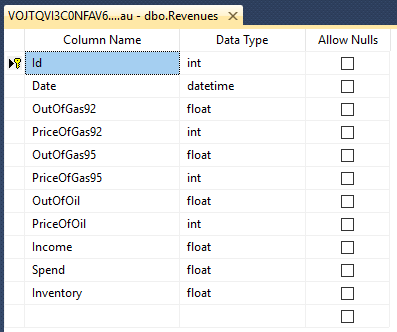 VOJTQVI3C0NFAV6....au - dbo.Revenues
Column Name Data Type Allow Nulls
Id int
Date datetime
OutOfGas92 float
PriceOfGas92 int
OutOfGas95 float
PriceOfGas95 int
OutOfOil float
PriceOfOil int
Income float
Spend float
Inventory float